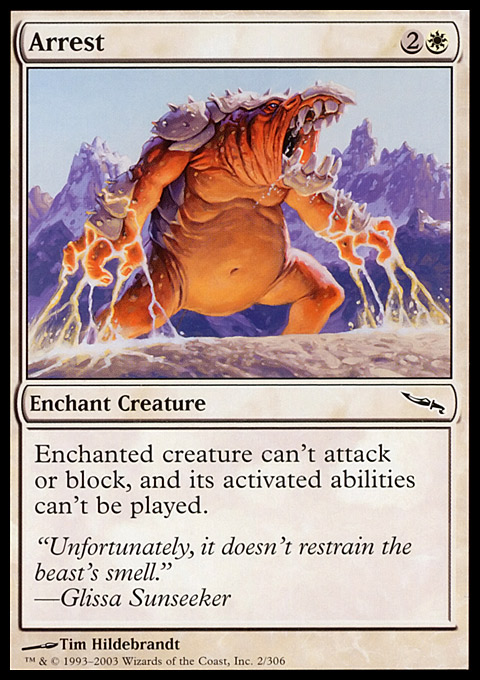 Arrest 2
Enchant Creature
Enchanted creature can't attack
or block, and its activated abilities
can't be played.
"Unfortunately, it doesn't restrain the
beast's smell."
—Glissa Sunseeker
Tim Hildebrandt
™ & © 1993–2003 Wizards of the Coast, Inc. 2/306